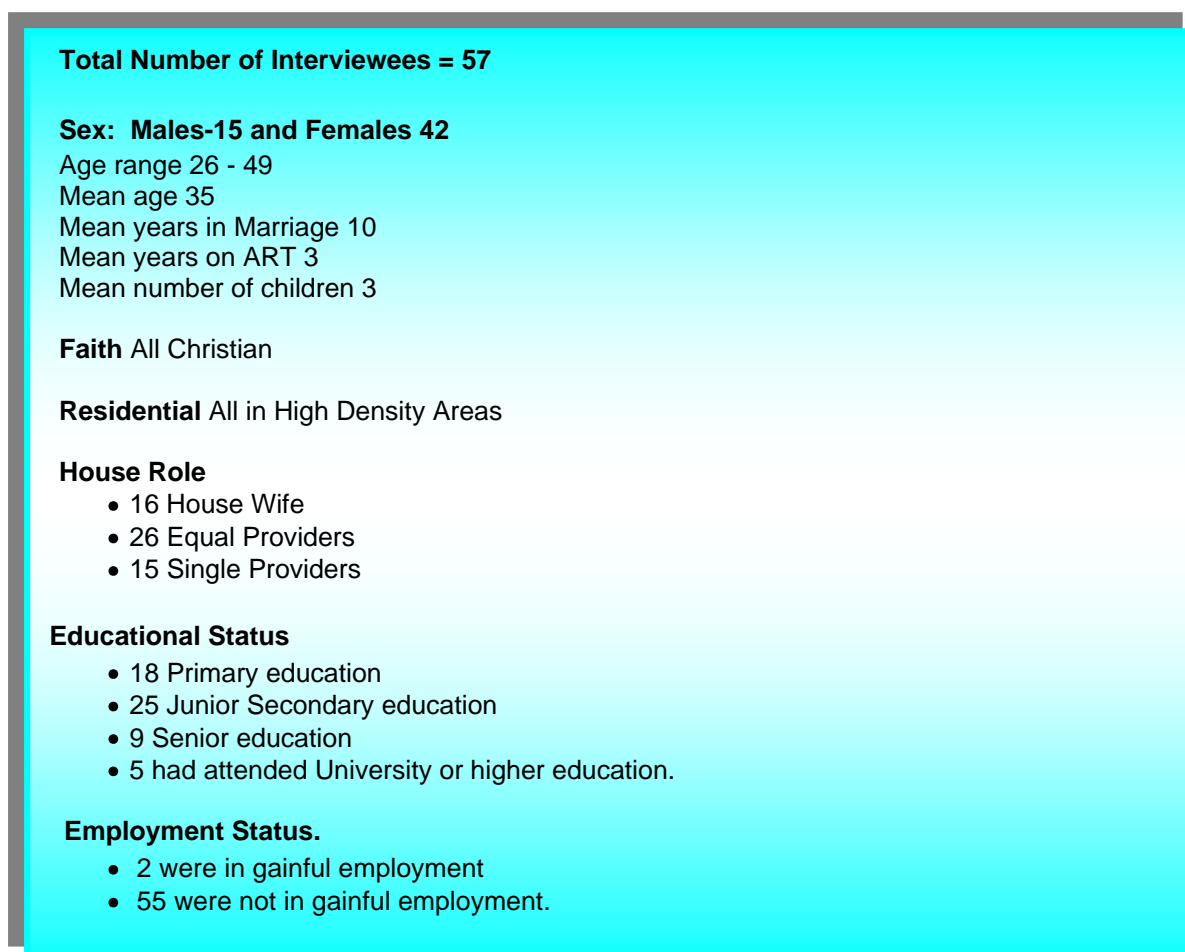 Total Number of Interviewees = 57
Sex: Males-15 and Females 42
Age range 26 - 49
Mean age 35
Mean years in Marriage 10
Mean years on ART 3
Mean number of children 3
Faith All Christian
Residential All in High Density Areas
House Role
• 16 House Wife
• 26 Equal Providers
• 15 Single Providers
Educational Status
• 18 Primary education
• 25 Junior Secondary education
• 9 Senior education
• 5 had attended University or higher education.
Employment Status.
• 2 were in gainful employment
• 55 were not in gainful employment.